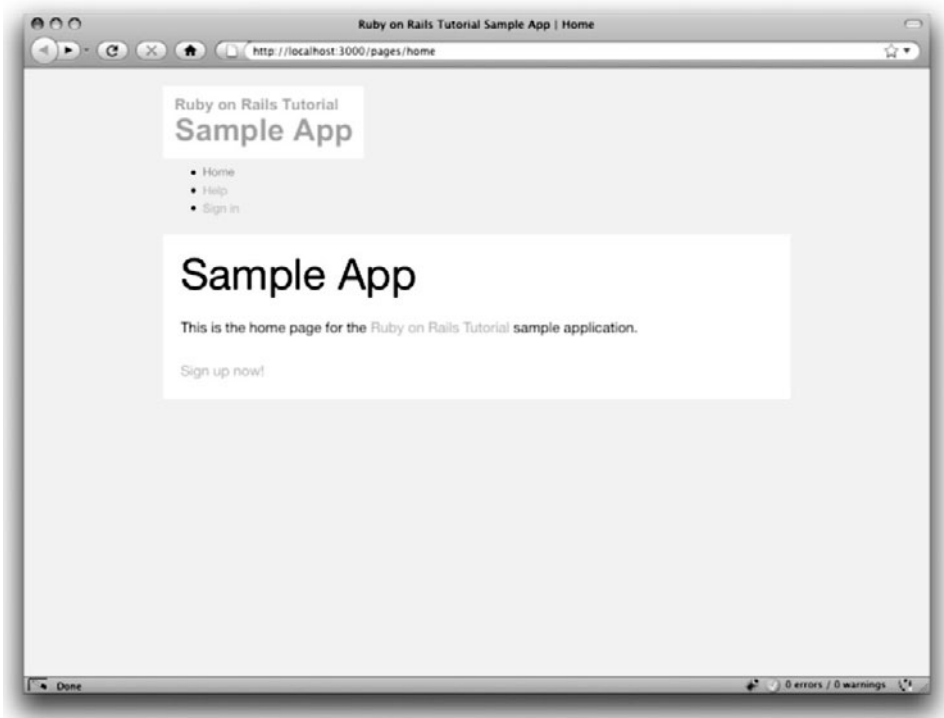 Ruby on Rails Tutorial Sample App | Home
http://localhost:3000/pages/home
Ruby on Rails Tutorial
Sample App
Home
Help
Sign in
Sample App
This is the home page for the Ruby on Rails Tutorial sample application.
Sign up now!
Done
0 errors / 0 warnings